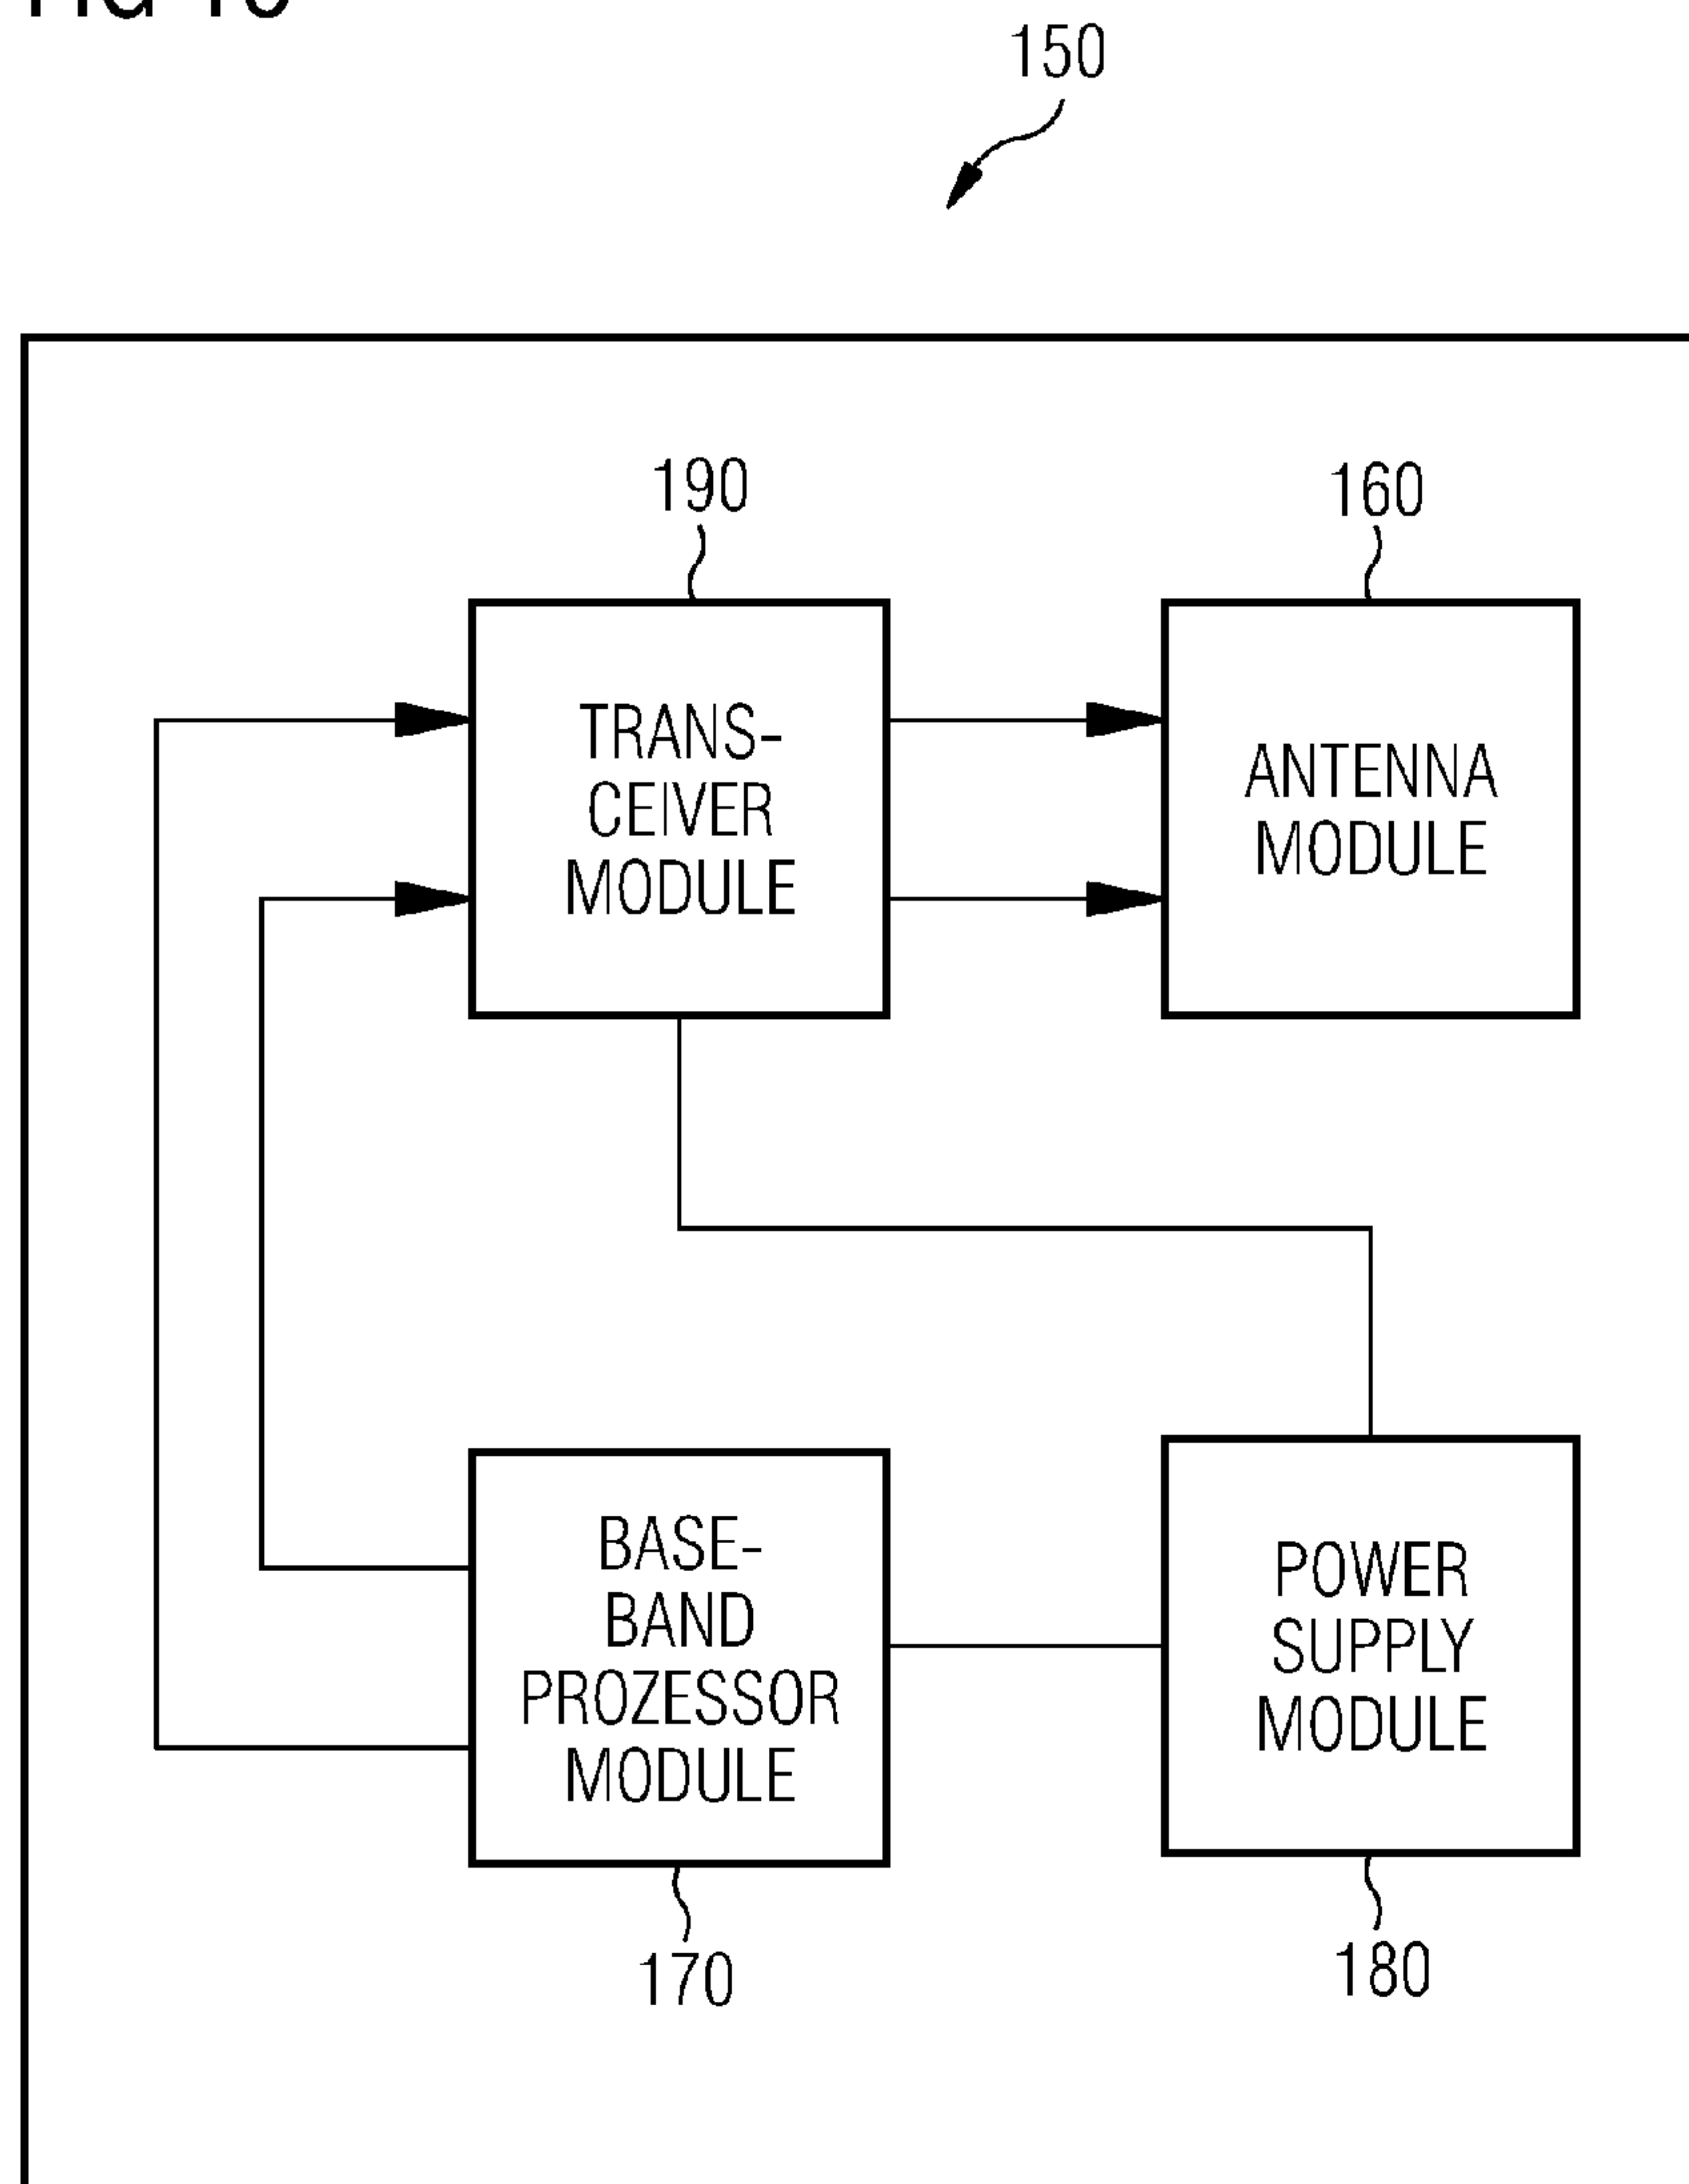 150
190
160
TRANS-
CEIVER
MODULE
ANTENNA
MODULE
BASE-
BAND
PROZESSOR
MODULE
POWER
SUPPLY
MODULE
170
180